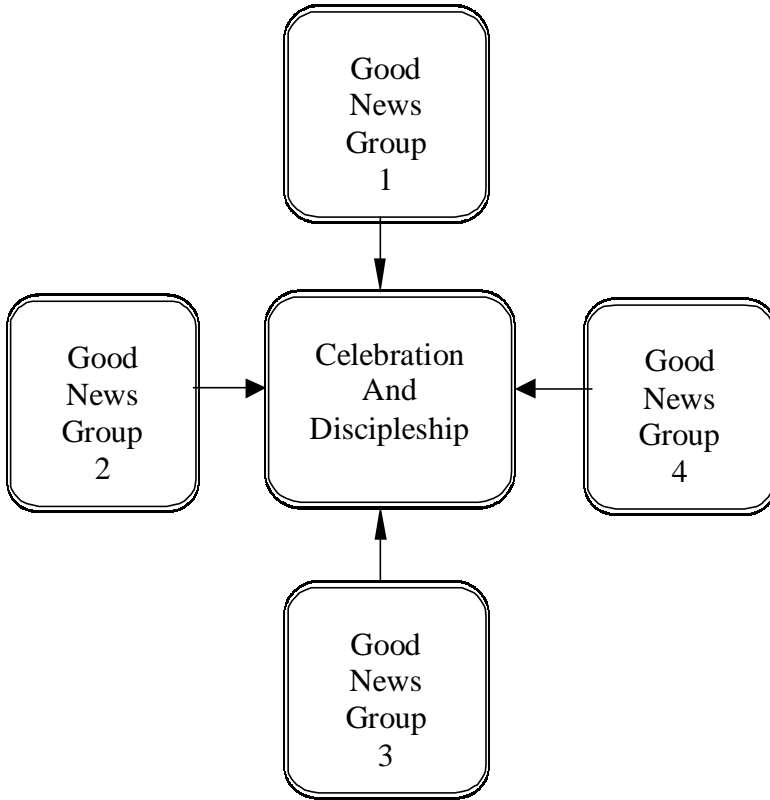 Good
News
Group
1
Good
News
Group
2
Celebration
And
Discipleship
Good
News
Group
4
Good
News
Group
3